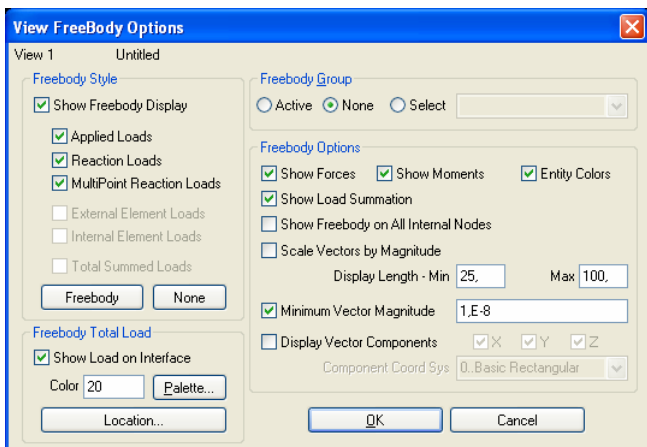 View FreeBody Options
View 1 Untitled
Freebody Style
Show Freebody Display
Applied Loads
Reaction Loads
MultiPoint Reaction Loads
External Element Loads
Internal Element Loads
Total Summed Loads
Freebody None
Freebody Total Load
Show Load on Interface
Color 20 Palette...
Location...
Freebody Group
Active None Select
Freebody Options
Show Forces Show Moments Entity Colors
Show Load Summation
Show Freebody on All Internal Nodes
Scale Vectors by Magnitude
Display Length - Min 25, Max 100,
Minimum Vector Magnitude 1,E-8
Display Vector Components X Y Z
Component Coord Sys 0..Basic Rectangular
OK Cancel